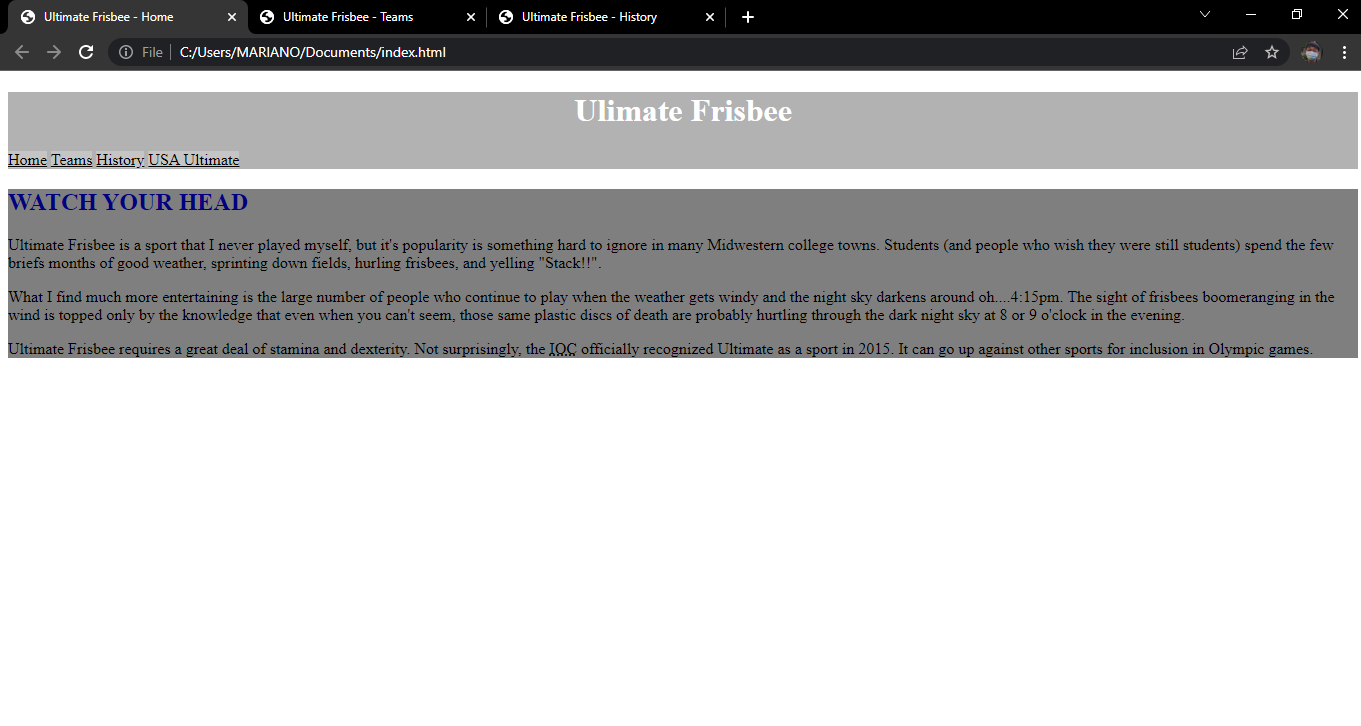 Ultimate Frisbee - Home
Ultimate Frisbee - Teams
Ultimate Frisbee - History
File
C:/Users/MARIANO/Documents/index.html
Ulimate Frisbee
Home Teams History USA Ultimate
WATCH YOUR HEAD
Ultimate Frisbee is a sport that I never played myself, but it's popularity is something hard to ignore in many Midwestern college towns. Students (and people who wish they were still students) spend the few
briefs months of good weather, sprinting down fields, hurling frisbees, and yelling "Stack!!".
What I find much more entertaining is the large number of people who continue to play when the weather gets windy and the night sky darkens around oh....4:15pm. The sight of frisbees boomeranging in the
wind is topped only by the knowledge that even when you can't seem, those same plastic discs of death are probably hurtling through the dark night sky at 8 or 9 o'clock in the evening.
Ultimate Frisbee requires a great deal of stamina and dexterity. Not surprisingly, the IOC officially recognized Ultimate as a sport in 2015. It can go up against other sports for inclusion in Olympic games.